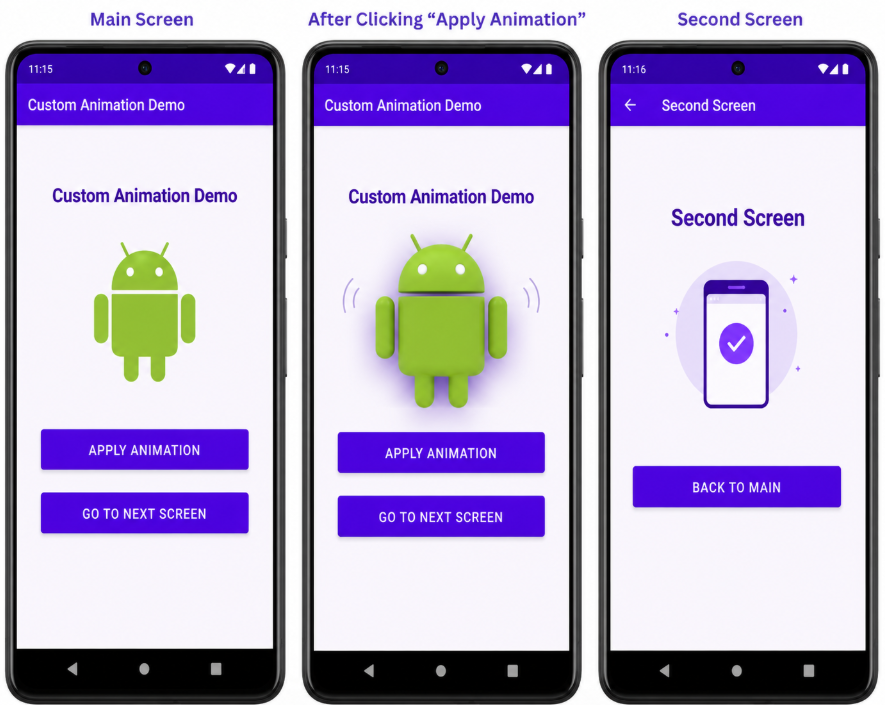 Main Screen
11:15
Custom Animation Demo
Custom Animation Demo
APPLY ANIMATION
GO TO NEXT SCREEN
After Clicking “Apply Animation”
11:15
Custom Animation Demo
Custom Animation Demo
APPLY ANIMATION
GO TO NEXT SCREEN
Second Screen
11:16
Second Screen
Second Screen
BACK TO MAIN